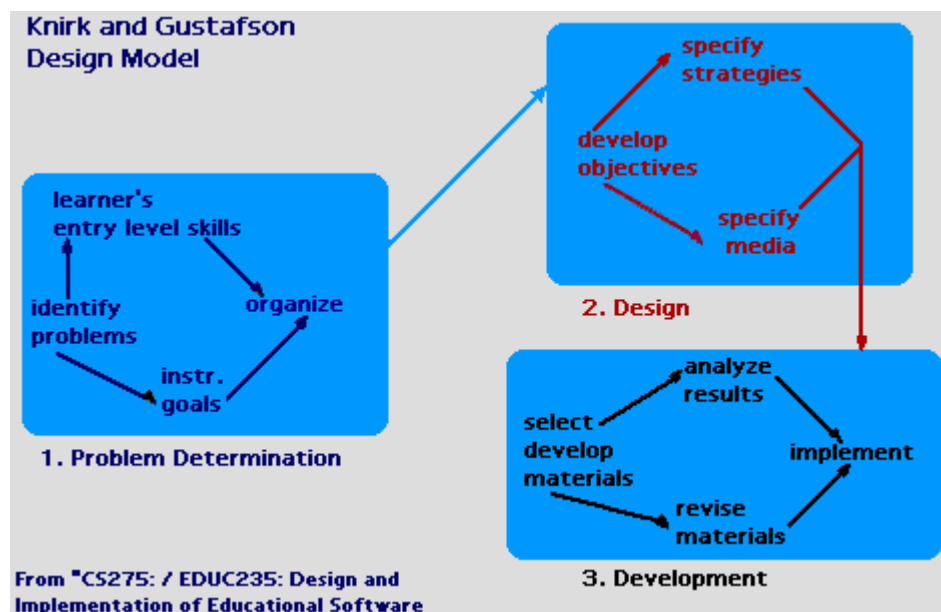 Knirk and Gustafson
Design Model
learner's
entry level skills
identify
problems
organize
instr.
goals
1. Problem Determination
specify
strategies
develop
objectives
specify
media
2. Design
analyze
results
select
develop
materials
implement
revise
materials
3. Development
From "CS275: / EDUC235: Design and
Implementation of Educational Software